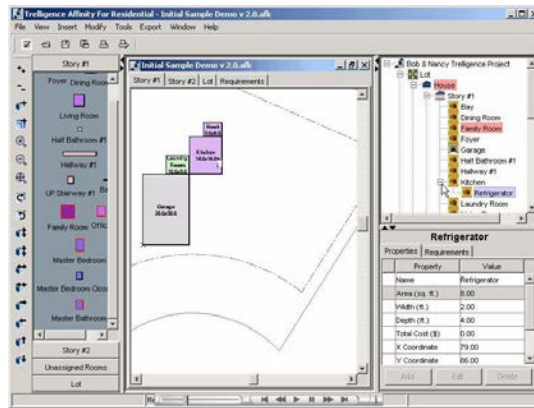 Trelligence Affinity For Residential - Initial Sample Demo v 2.0.afk
File View Insert Modify Tools Export Window Help
Story #1
Foyer Dining Room
Living Room
Half Bathroom #1
Hallway #1
UP Stairway #1
Family Room
Master Bedroom
Master Bedroom Clos
Master Bathroom
Story #2
Unassigned Rooms
Lot
Initial Sample Demo v 2.0.afk
Story #1 Story #2 Lot Requirements
Kitchen
Laundry
Room
Garage
Bob & Nancy Trelligence Project
Lot
House
Story #1
Bay
Dining Room
Family Room
Foyer
Garage
Half Bathroom #1
Hallway #1
Kitchen
Refrigerator
Laundry Room
Refrigerator
Properties Requirements
Property Value
Name Refrigerator
Area (sq. ft.) 8.00
Width (ft.) 2.00
Depth (ft.) 4.00
Total Cost ($) 0.00
X Coordinate 79.00
Y Coordinate 86.00
Add Edit Delete